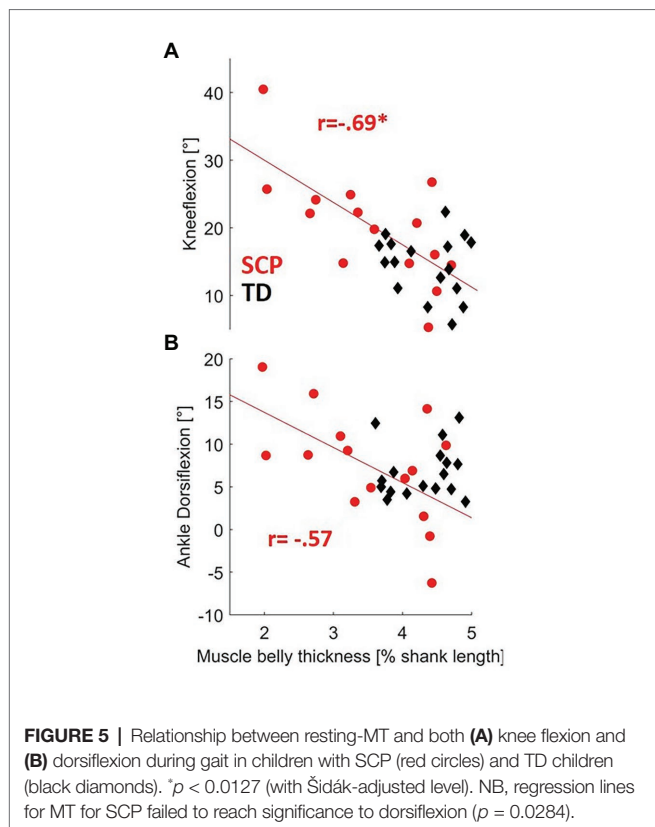 A
40
30
20
10
Kneeflexion [°]
r=-.69*
SCP
TD
B
20
15
10
5
0
-5
-10
Ankle Dorsiflexion [°]
r= -.57
2 3 4 5
Muscle belly thickness [% shank length]
FIGURE 5 | Relationship between resting-MT and both (A) knee flexion and
(B) dorsiflexion during gait in children with SCP (red circles) and TD children
(black diamonds). *p < 0.0127 (with Šidák-adjusted level). NB, regression
lines for MT for SCP failed to reach significance to dorsiflexion (p = 0.0284).